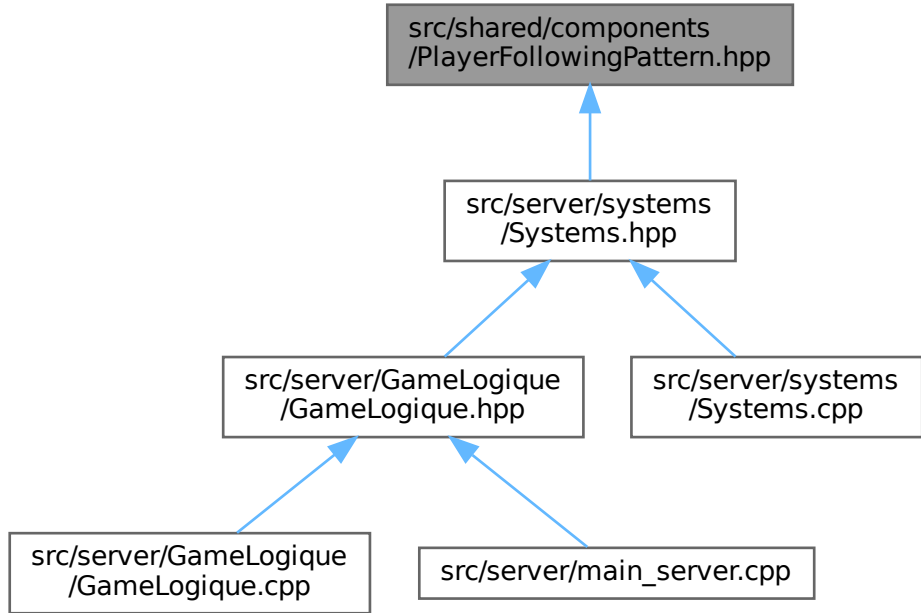 src/shared/components
/PlayerFollowingPattern.hpp
src/server/systems
/Systems.hpp
src/server/GameLogique
/GameLogique.hpp
src/server/systems
/Systems.cpp
src/server/GameLogique
/GameLogique.cpp
src/server/main_server.cpp